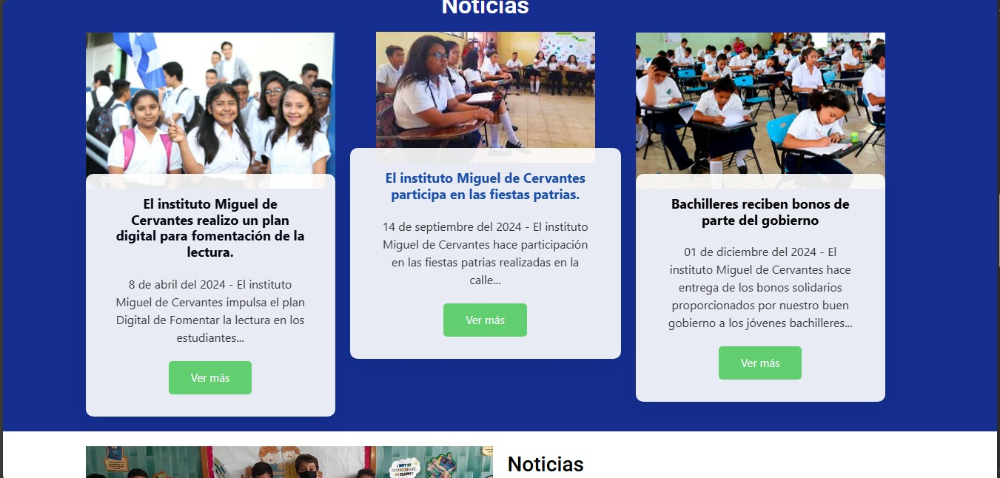 Noticias
El instituto Miguel de
Cervantes realizo un plan
digital para fomentación de la
lectura.
8 de abril del 2024 - El instituto
Miguel de Cervantes impulsa el plan
Digital de Fomentar la lectura en los
estudiantes...
Ver más
El instituto Miguel de Cervantes
participa en las fiestas patrias.
14 de septiembre del 2024 - El instituto
Miguel de Cervantes hace participación
en las fiestas patrias realizadas en la
calle...
Ver más
Bachilleres reciben bonos de
parte del gobierno
01 de diciembre del 2024 - El
instituto Miguel de Cervantes hace
entrega de los bonos solidarios
proporcionados por nuestro buen
gobierno a los jóvenes bachilleres...
Ver más
Noticias